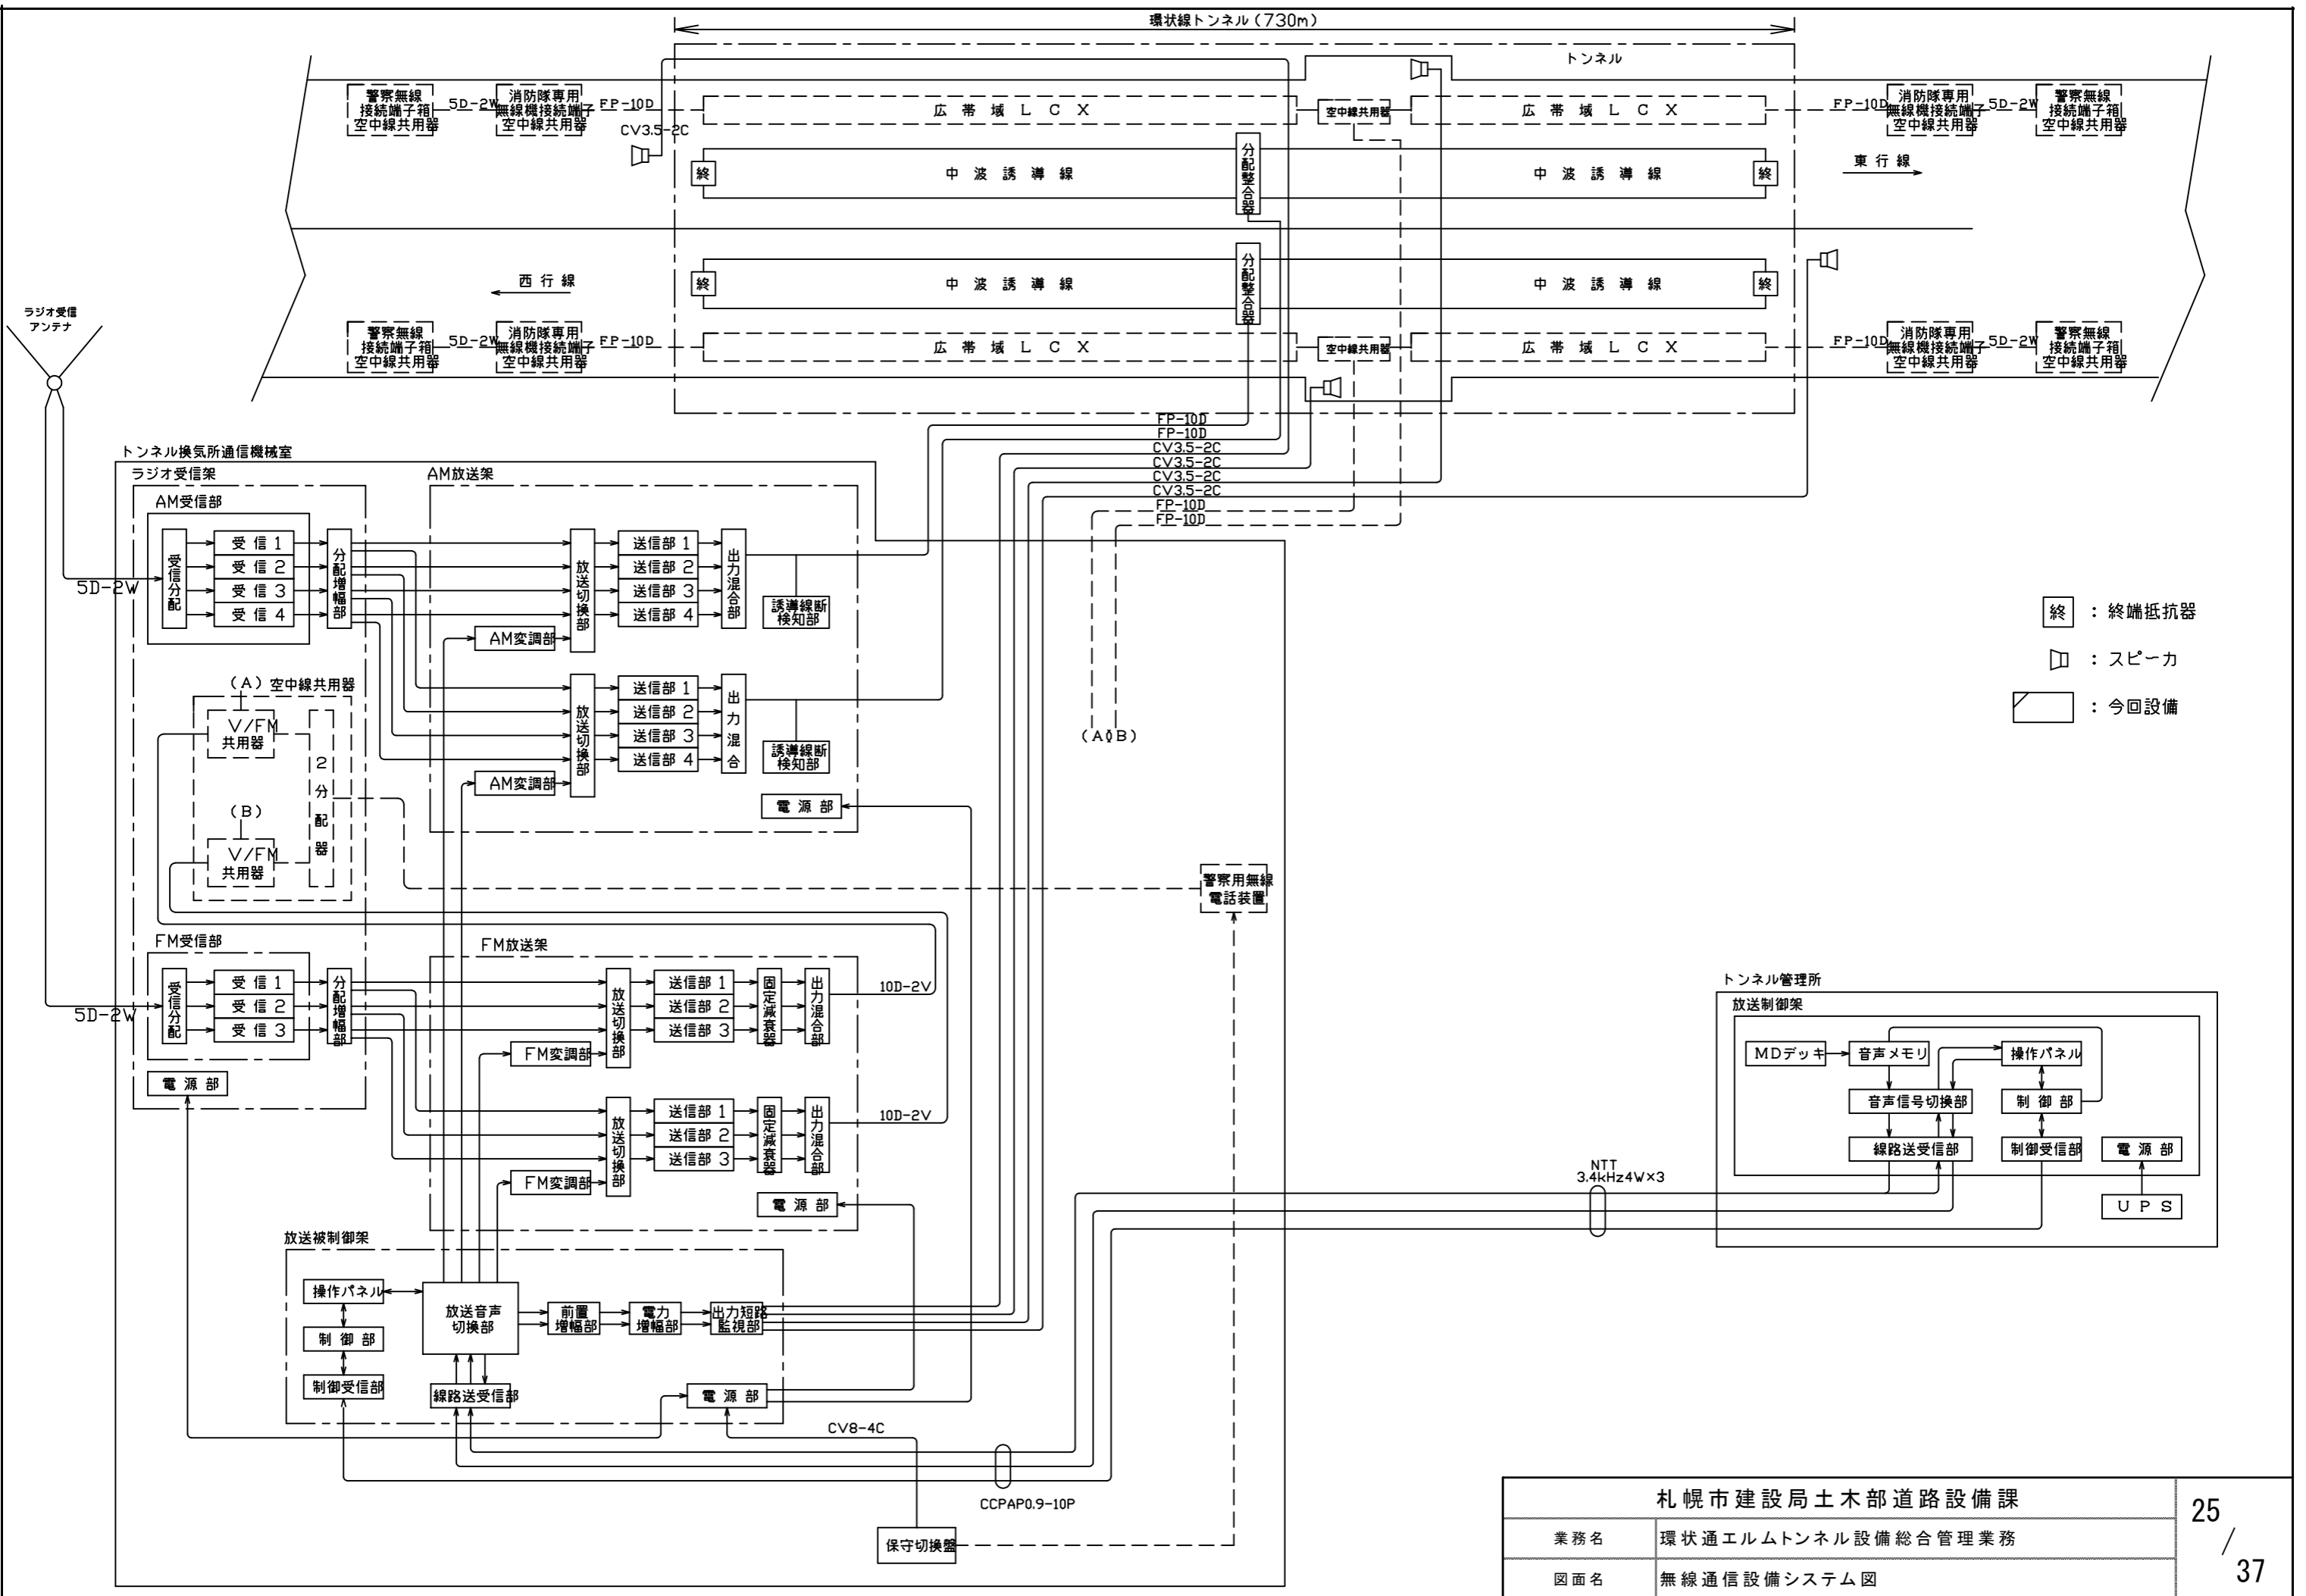 環状線トンネル(730m)
トンネル
警察無線
接続端子箱
空中線共用器
5D-2W
消防隊専用
無線機接続端子
空中線共用器
FP-10D
広帯域LCX
空中線共用器
広帯域LCX
FP-10D
消防隊専用
無線機接続端子
空中線共用器
5D-2W
警察無線
接続端子箱
空中線共用器
CV3.5-2C
終
中波誘導線
分配整合器
中波誘導線
終
東行線
西行線
終
中波誘導線
分配整合器
中波誘導線
終
警察無線
接続端子箱
空中線共用器
5D-2W
消防隊専用
無線機接続端子
空中線共用器
FP-10D
広帯域LCX
空中線共用器
広帯域LCX
FP-10D
消防隊専用
無線機接続端子
空中線共用器
5D-2W
警察無線
接続端子箱
空中線共用器
ラジオ受信
アンテナ
FP-10D
FP-10D
CV3.5-2C
CV3.5-2C
CV3.5-2C
CV3.5-2C
FP-10D
FP-10D
(A)(B)
トンネル換気所通信機械室
ラジオ受信架
AM受信部
5D-2W
受信分配
受信1
受信2
受信3
受信4
分配増幅部
AM放送架
放送切換部
送信部1
送信部2
送信部3
送信部4
出力混合部
誘導線断
検知部
AM変調部
放送切換部
送信部1
送信部2
送信部3
送信部4
出力混合
誘導線断
検知部
AM変調部
電源部
(A)
空中線共用器
V/FM
共用器
2分配器
(B)
V/FM
共用器
警察用無線
電話装置
FM受信部
5D-2W
受信分配
受信1
受信2
受信3
分配増幅部
電源部
FM放送架
放送切換部
送信部1
送信部2
送信部3
固定減衰器
出力混合部
10D-2V
FM変調部
放送切換部
送信部1
送信部2
送信部3
固定減衰器
出力混合部
10D-2V
FM変調部
電源部
放送被制御架
操作パネル
制御部
制御受信部
放送音声
切換部
前置
増幅部
電力
増幅部
出力短路
監視部
線路送受信部
電源部
CV8-4C
CCPAP0.9-10P
保守切換盤
NTT
3.4kHz4W×3
トンネル管理所
放送制御架
MDデッキ
音声メモリ
操作パネル
音声信号切換部
制御部
線路送受信部
制御受信部
電源部
UPS
終
:終端抵抗器
:スピーカ
:今回設備
札幌市建設局土木部道路設備課
業務名
環状通エルムトンネル設備総合管理業務
図面名
無線通信設備システム図
25/37